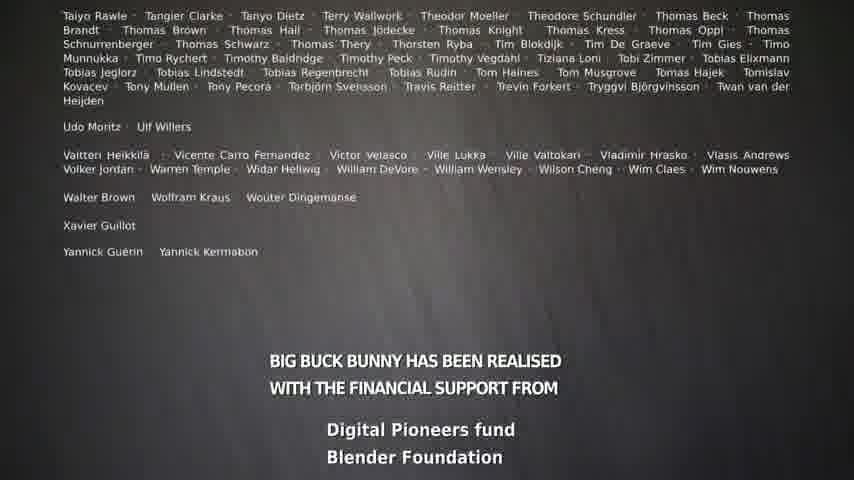 Taiyo Rawle · Tangier Clarke · Tanyo Dietz · Terry Wallwork · Theodor Moeller · Theodore Schundler · Thomas Beck · Thomas
Brandt · Thomas Brown · Thomas Hall · Thomas Jödecke · Thomas Knight · Thomas Kress · Thomas Oppl · Thomas
Schnurrenberger · Thomas Schwarz · Thomas Thery · Thorsten Ryba · Tim Blokdijk · Tim De Graeve · Tim Gies · Timo
Munnukka · Timo Rychert · Timothy Baldridge · Timothy Peck · Timothy Vegdahl · Tiziana Loni · Tobi Zimmer · Tobias Elixmann
Tobias Jeglorz · Tobias Lindstedt · Tobias Regenbrecht · Tobias Rudin · Tom Haines · Tom Musgrove · Tomas Hajek · Tomislav
Kovacev · Tony Mullen · Tony Pecora · Torbjörn Svensson · Travis Reitter · Trevin Forkert · Tryggvi Björgvinsson · Twan van der
Heijden
Udo Moritz · Ulf Willers
Valtteri Heikkilä · Vicente Carro Fernandez · Victor Velasco · Ville Lukka · Ville Valtokari · Vladimir Hrasko · Vlasis Andrews
Volker Jordan · Warren Temple · Widar Hellwig · William DeVore · William Wensley · Wilson Cheng · Wim Claes · Wim Nouwens
Walter Brown · Wolfram Kraus · Wouter Dingemanse
Xavier Guillot
Yannick Guérin · Yannick Kermabon
BIG BUCK BUNNY HAS BEEN REALISED
WITH THE FINANCIAL SUPPORT FROM
Digital Pioneers fund
Blender Foundation